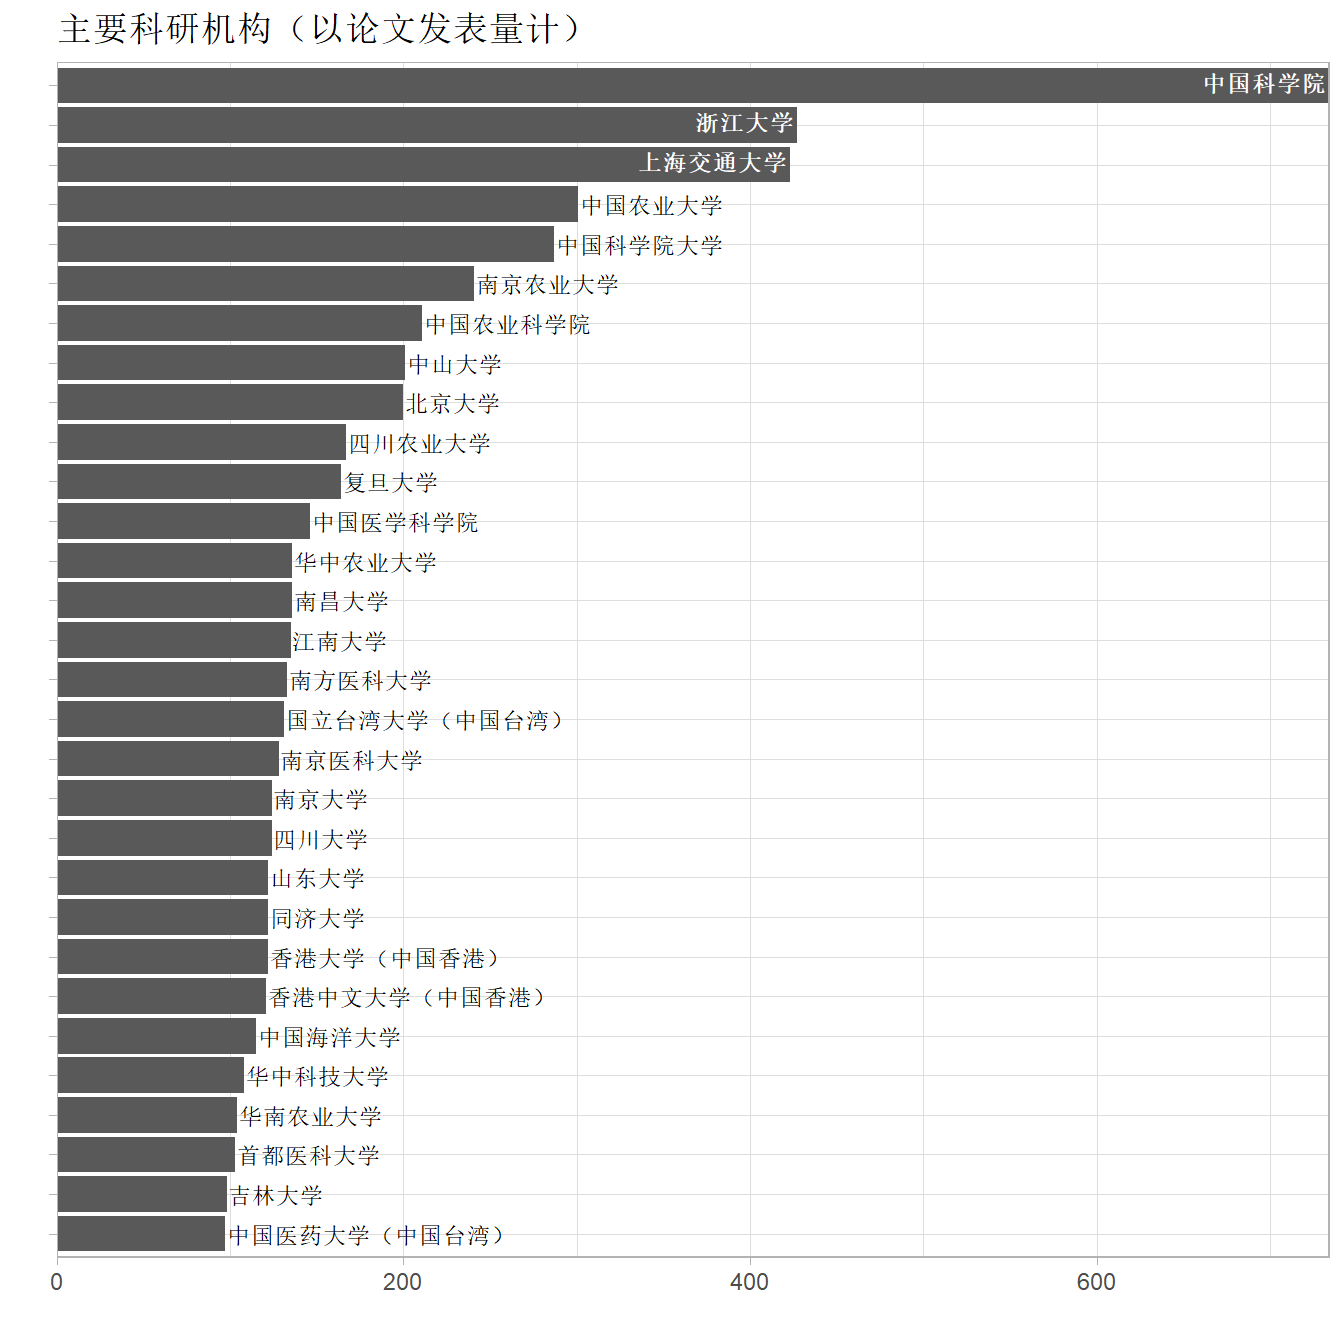 主要科研机构（以论文发表量计）
中国科学院
浙江大学
上海交通大学
中国农业大学
中国科学院大学
南京农业大学
中国农业科学院
中山大学
北京大学
四川农业大学
复旦大学
中国医学科学院
华中农业大学
南昌大学
江南大学
南方医科大学
国立台湾大学（中国台湾）
南京医科大学
南京大学
四川大学
山东大学
同济大学
香港大学（中国香港）
香港中文大学（中国香港）
中国海洋大学
华中科技大学
华南农业大学
首都医科大学
吉林大学
中国医药大学（中国台湾）
0 200 400 600